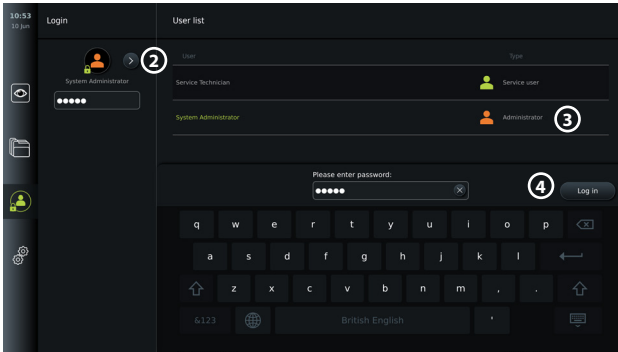 10:53
10 Jun
Login
User list
2
System Administrator
●●●●●
User
Type
Service Technician
Service user
System Administrator
Administrator
3
Please enter password:
●●●●●
4
Log in
q w e r t y u i o p
a s d f g h j k l
z x c v b n m , .
&123
British English
'